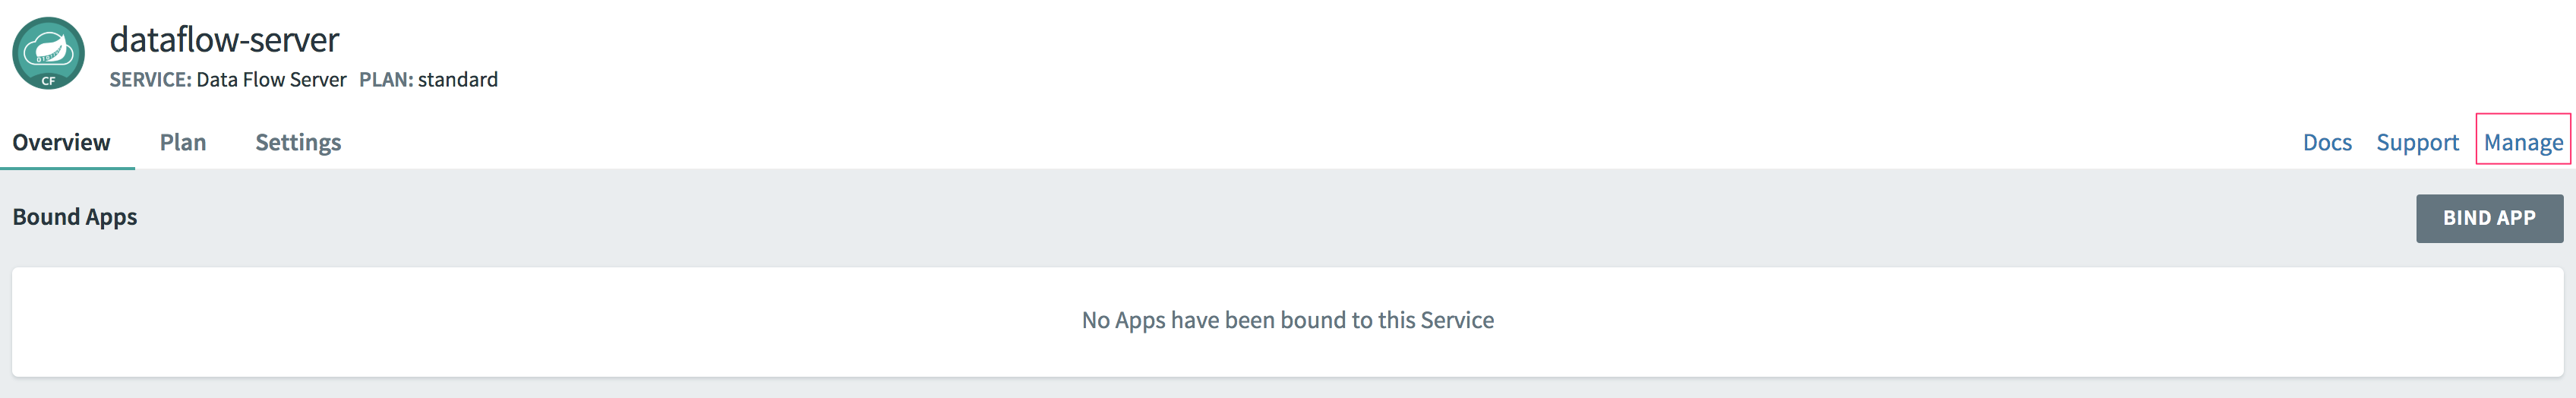 dataflow-server
CF
SERVICE: Data Flow Server PLAN: standard
Overview Plan Settings Docs Support Manage
Bound Apps BIND APP
No Apps have been bound to this Service